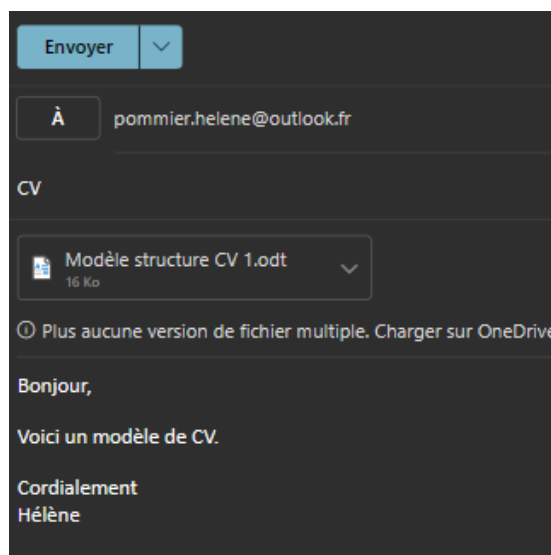 Envoyer
À pommier.helene@outlook.fr
CV
Modèle structure CV 1.odt
16 Ko
Plus aucune version de fichier multiple. Charger sur OneDrive
Bonjour,
Voici un modèle de CV.
Cordialement
Hélène